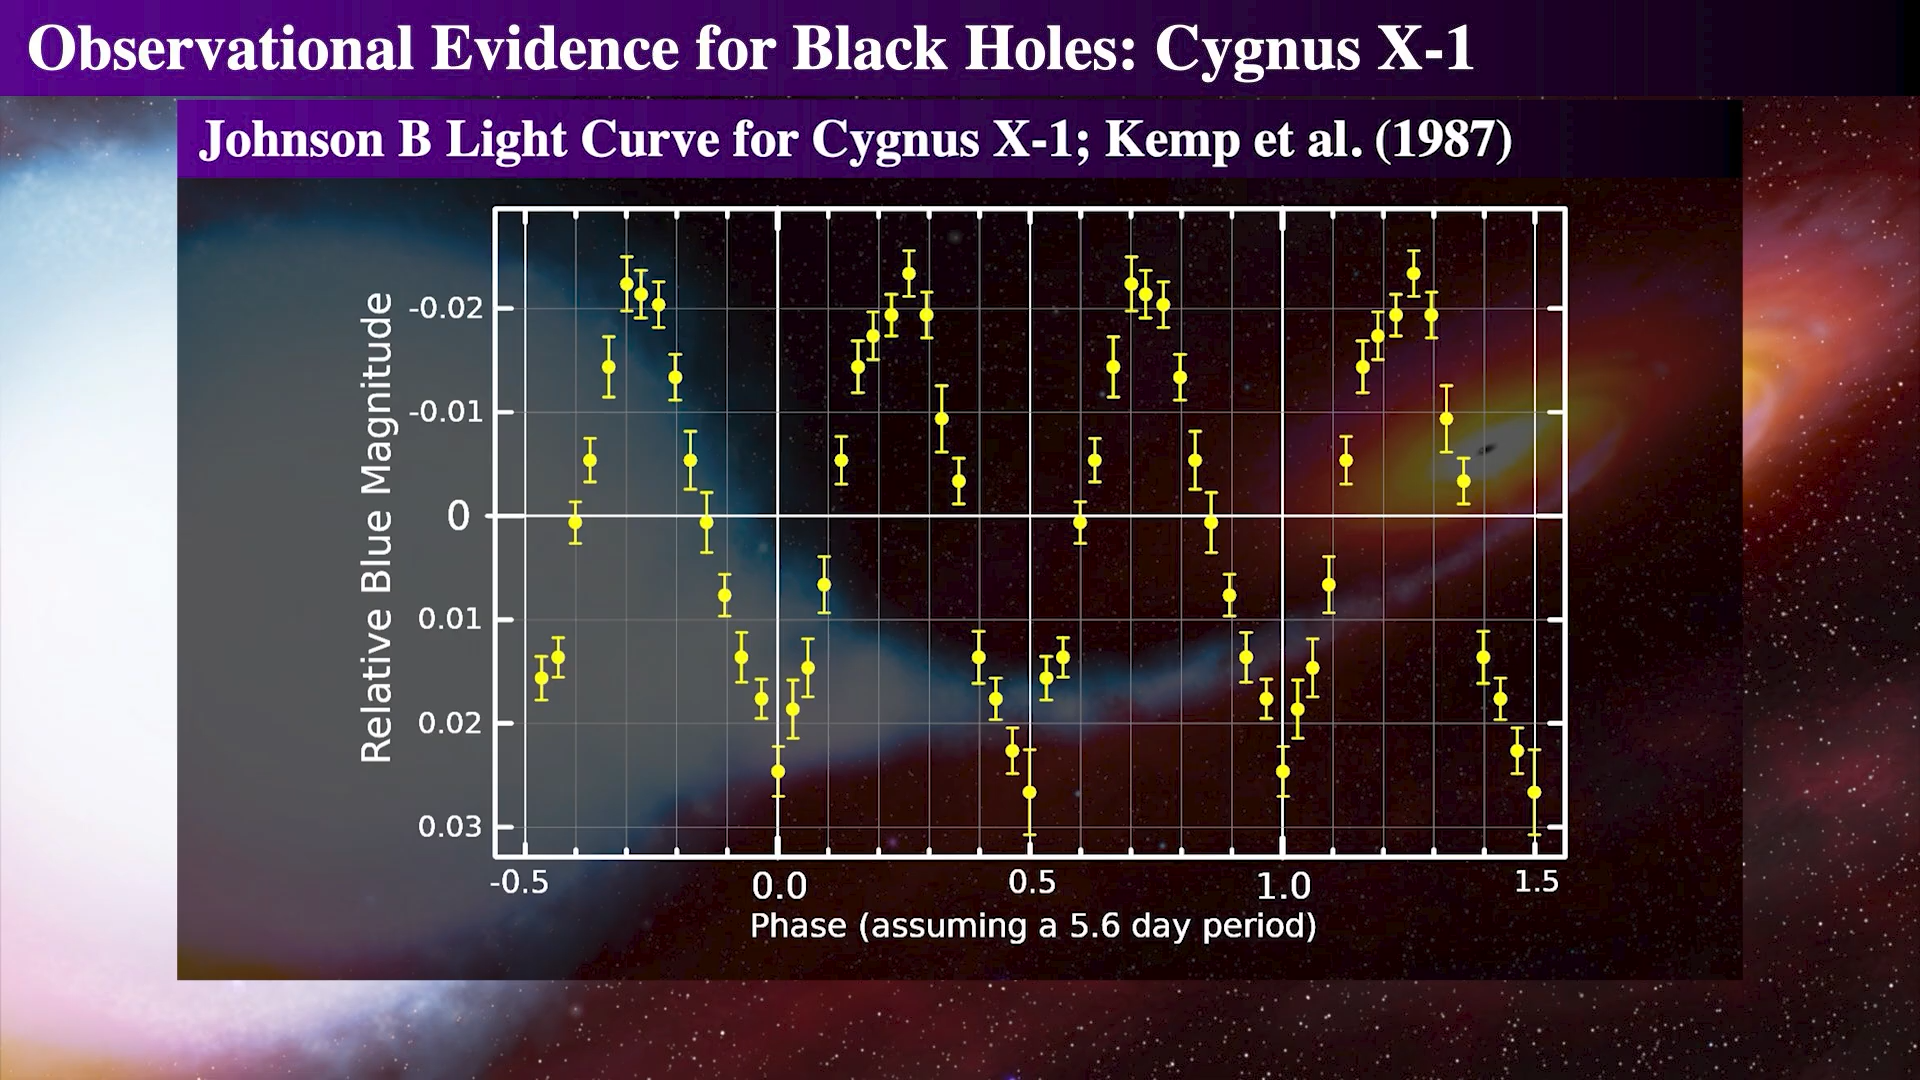 Observational Evidence for Black Holes: Cygnus X-1
Johnson B Light Curve for Cygnus X-1; Kemp et al. (1987)
Relative Blue Magnitude
-0.02
-0.01
0
0.01
0.02
0.03
-0.5 0.0 0.5 1.0 1.5
Phase (assuming a 5.6 day period)